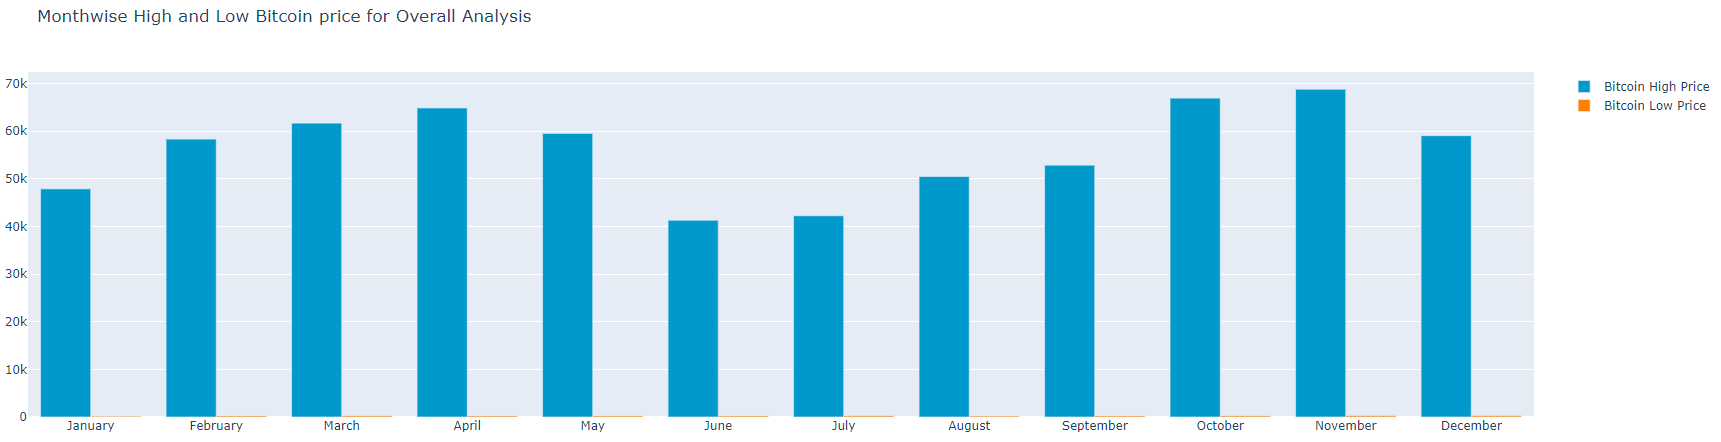 Monthwise High and Low Bitcoin price for Overall Analysis
70k
60k
50k
40k
30k
20k
10k
0
January February March April May June July August September October November December
Bitcoin High Price
Bitcoin Low Price